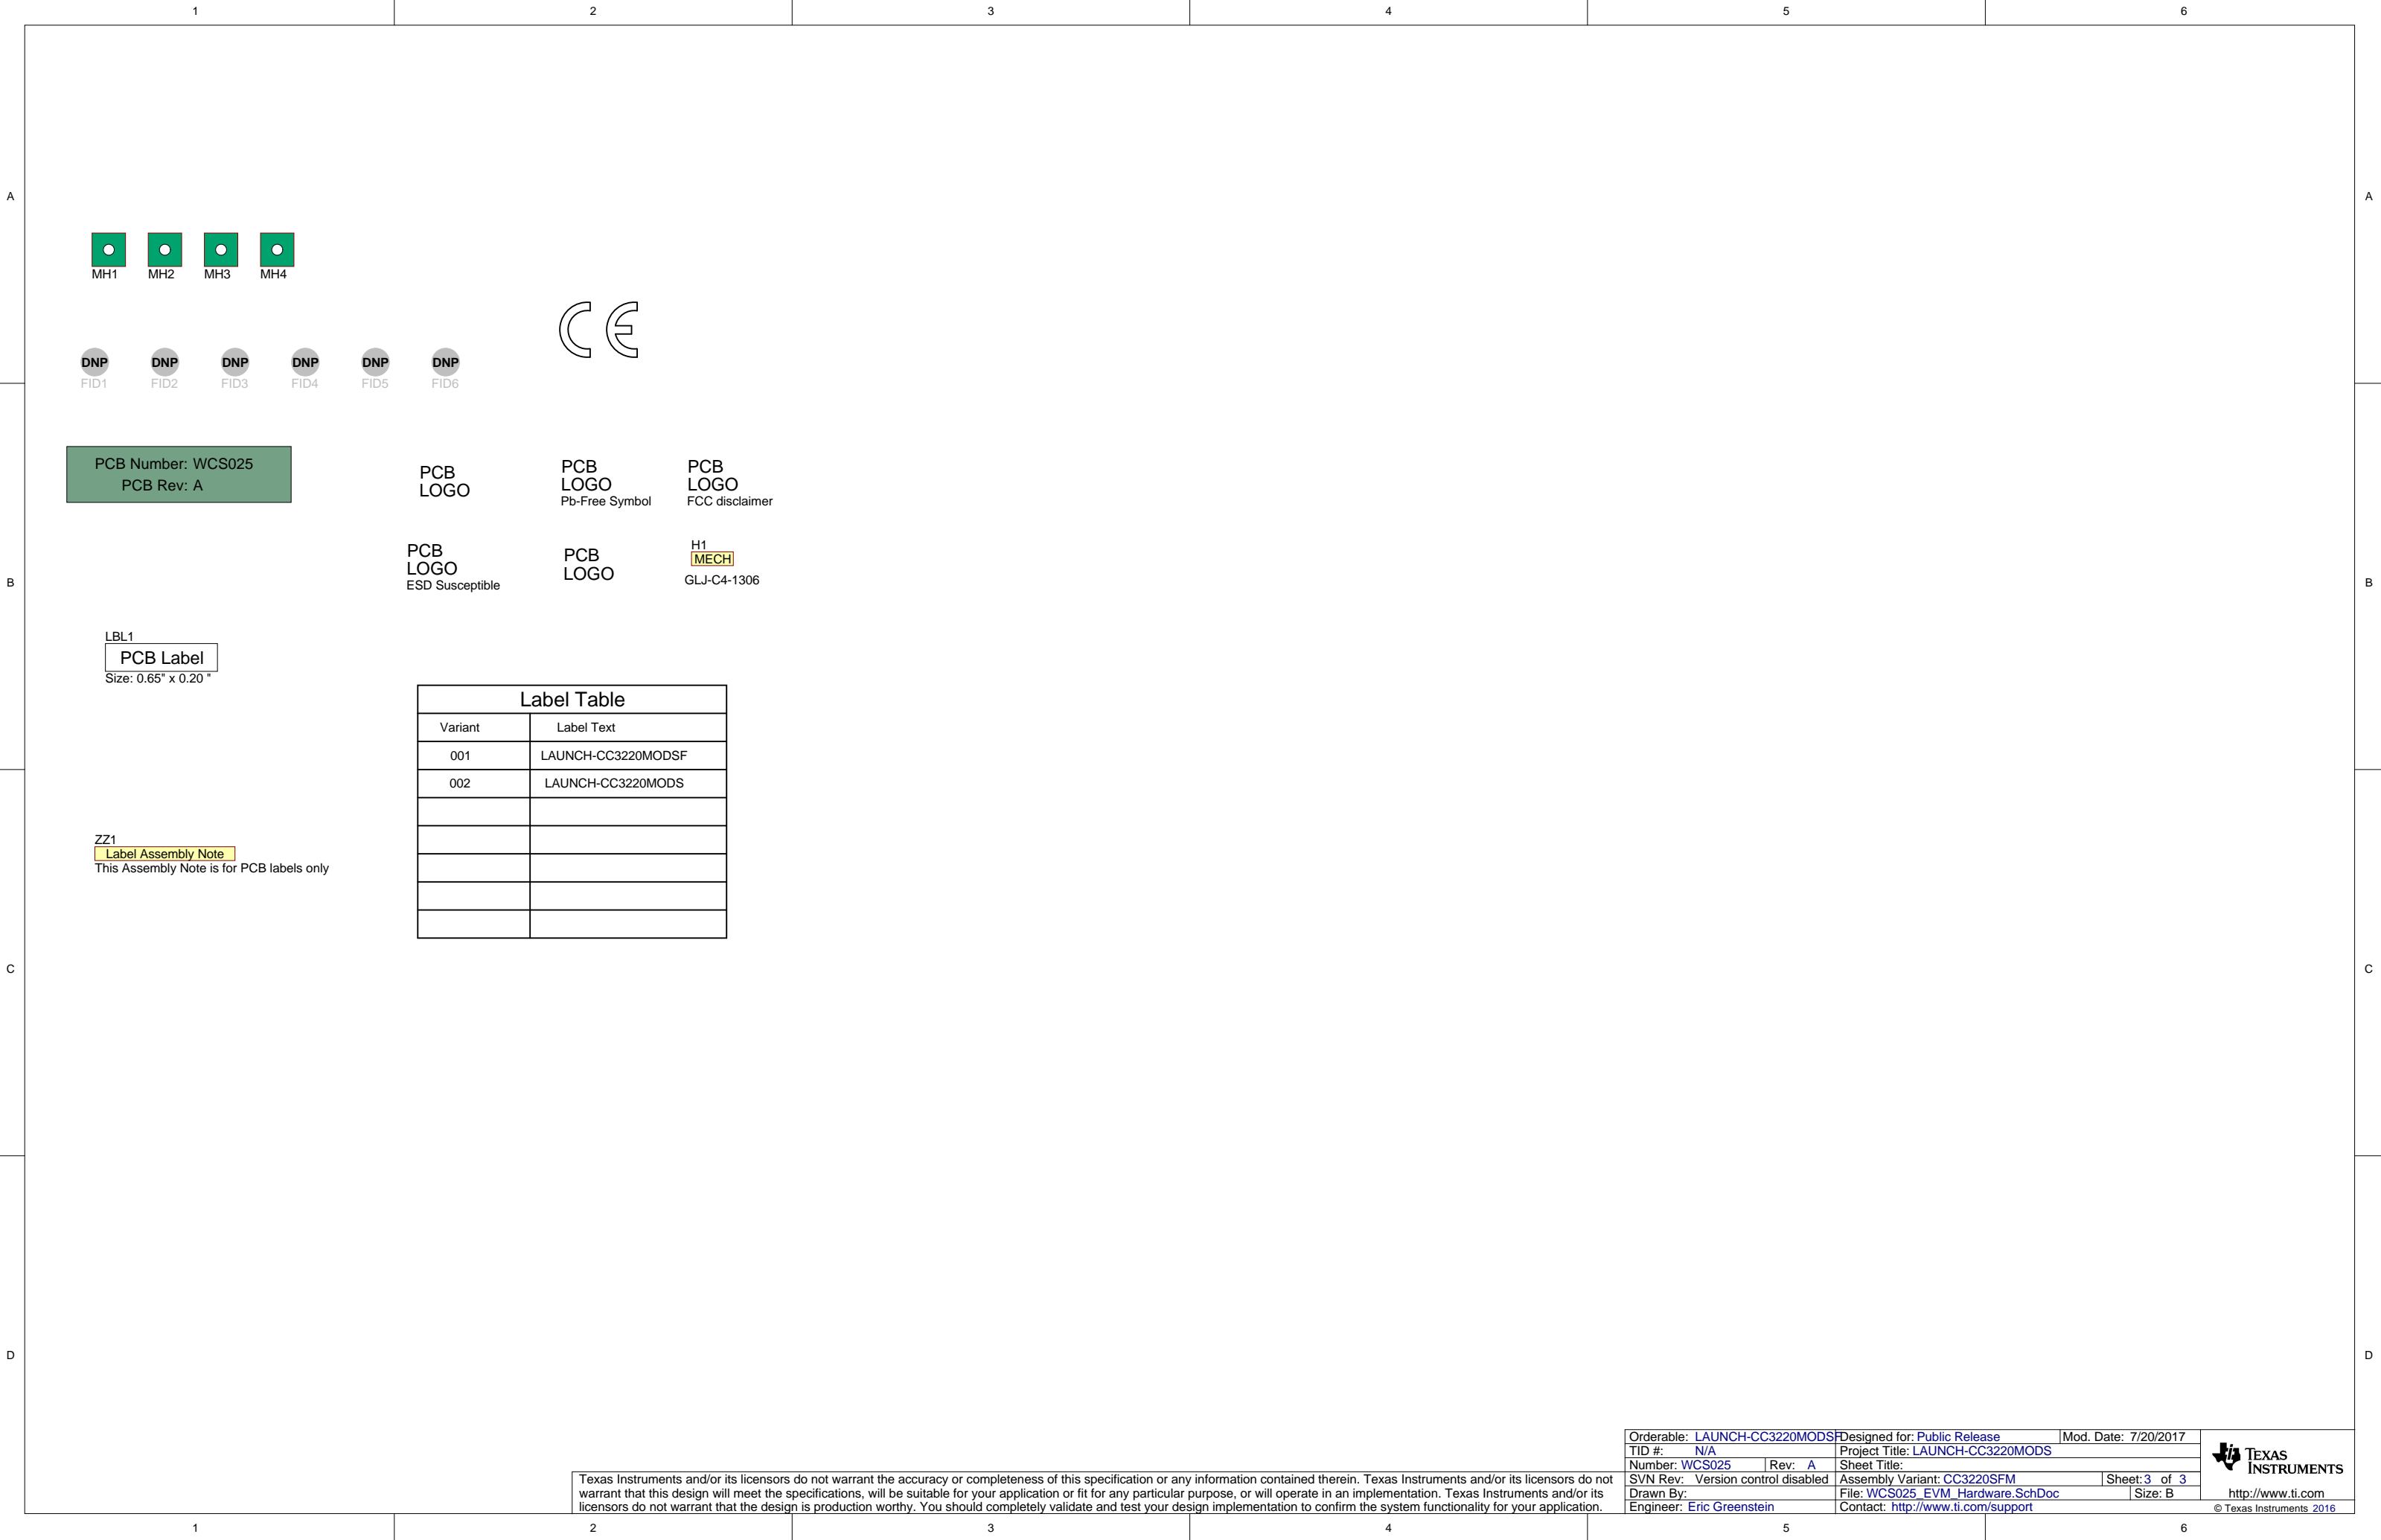 1 2 3 4 5 6
A A
MH1 MH2 MH3 MH4
CE
DNP DNP DNP DNP DNP DNP
FID1 FID2 FID3 FID4 FID5 FID6
PCB Number: WCS025
PCB Rev: A
PCB
LOGO
PCB
LOGO
Pb-Free Symbol
PCB
LOGO
FCC disclaimer
PCB
LOGO
ESD Susceptible
PCB
LOGO
H1
MECH
GLJ-C4-1306
B B
LBL1
PCB Label
Size: 0.65" x 0.20 "
Label Table
Variant Label Text
001 LAUNCH-CC3220MODSF
002 LAUNCH-CC3220MODS
ZZ1
Label Assembly Note
This Assembly Note is for PCB labels only
C C
D D
Texas Instruments and/or its licensors do not warrant the accuracy or completeness of this specification or any information contained therein. Texas Instruments and/or its licensors do not
warrant that this design will meet the specifications, will be suitable for your application or fit for any particular purpose, or will operate in an implementation. Texas Instruments and/or its
licensors do not warrant that the design is production worthy. You should completely validate and test your design implementation to confirm the system functionality for your application.
Orderable: LAUNCH-CC3220MODSF Designed for: Public Release Mod. Date: 7/20/2017
TID #: N/A Project Title: LAUNCH-CC3220MODS
Number: WCS025 Rev: A Sheet Title:
SVN Rev: Version control disabled Assembly Variant: CC3220SFM Sheet: 3 of 3
Drawn By: File: WCS025_EVM_Hardware.SchDoc Size: B
Engineer: Eric Greenstein Contact: http://www.ti.com/support
TEXAS
INSTRUMENTS
http://www.ti.com
© Texas Instruments 2016
1 2 3 4 5 6